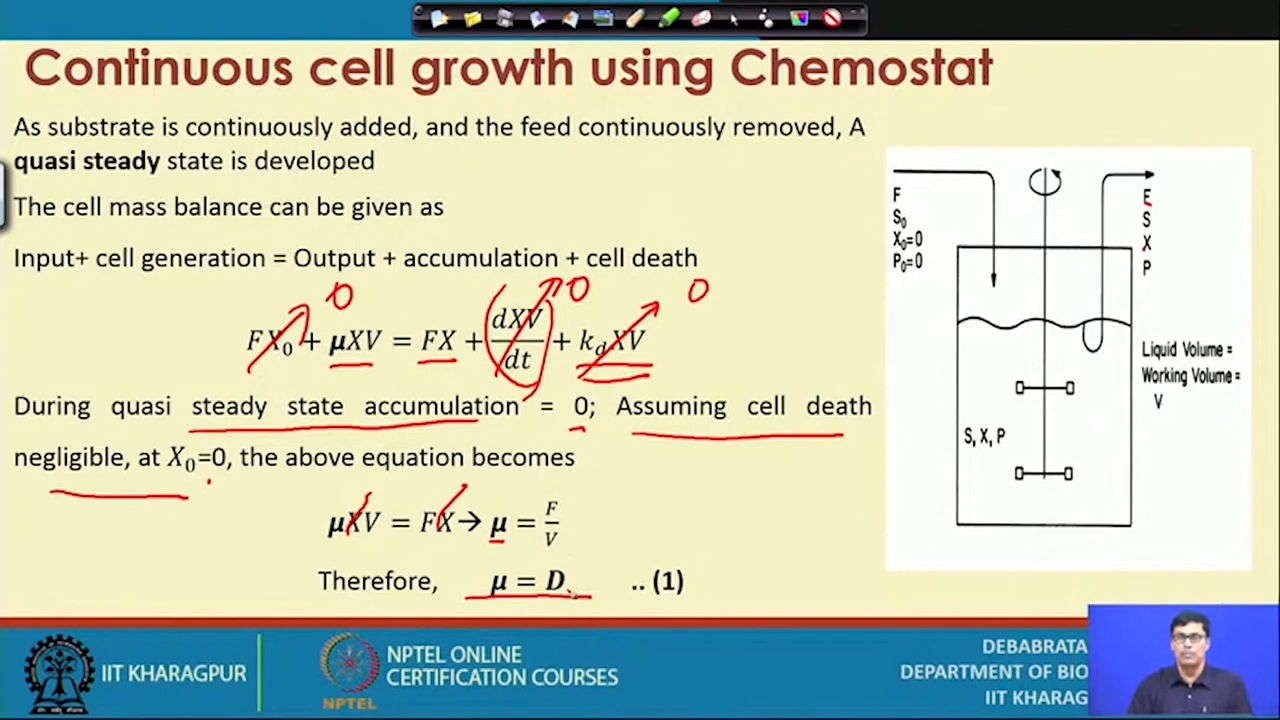 Continuous cell growth using Chemostat
As substrate is continuously added, and the feed continuously removed, A
quasi steady state is developed
The cell mass balance can be given as
Input+ cell generation = Output + accumulation + cell death
0 0 0
FX₀ + μXV = FX + dXV/dt + k_dXV
During quasi steady state accumulation = 0; Assuming cell death
negligible, at X₀=0, the above equation becomes
μXV = FX → μ = F/V
Therefore, μ = D .. (1)
F
S₀
X₀=0
P₀=0
F
S
X
P
Liquid Volume =
Working Volume =
V
S, X, P
IIT KHARAGPUR
NPTEL
NPTEL ONLINE
CERTIFICATION COURSES
DEBABRATA
DEPARTMENT OF BIO
IIT KHARAG